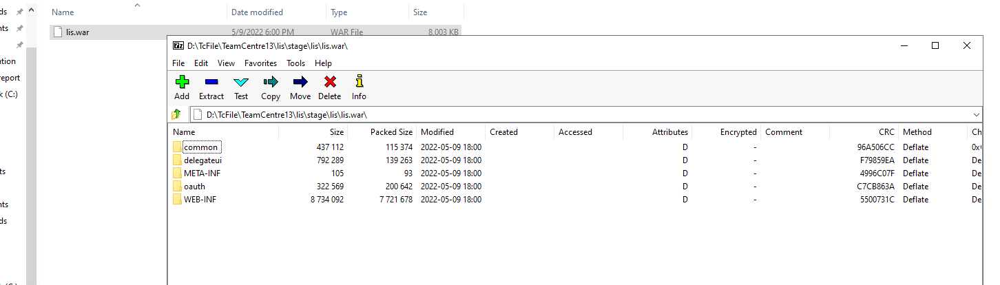 ds
Name Date modified Type Size
nts
lis.war 5/9/2022 6:00 PM WAR File 8,003 KB
D:\TcFile\TeamCentre13\lis\stage\lis\lis.war\
ntion
File Edit View Favorites Tools Help
report
k (C:)
Add Extract Test Copy Move Delete Info
D:\TcFile\TeamCentre13\lis\stage\lis\lis.war\
Name Size Packed Size Modified Created Accessed Attributes Encrypted Comment CRC Method Ch
common 437 112 115 374 2022-05-09 18:00 D - 96A506CC Deflate 0x
delegateui 792 289 139 263 2022-05-09 18:00 D - F79859EA Deflate De
ts
META-INF 105 93 2022-05-09 18:00 D - 4996C07F Deflate De
oauth 322 569 200 642 2022-05-09 18:00 D - C7CB863A Deflate De
WEB-INF 8 734 092 7 721 678 2022-05-09 18:00 D - 5500731C Deflate De
nts
ds